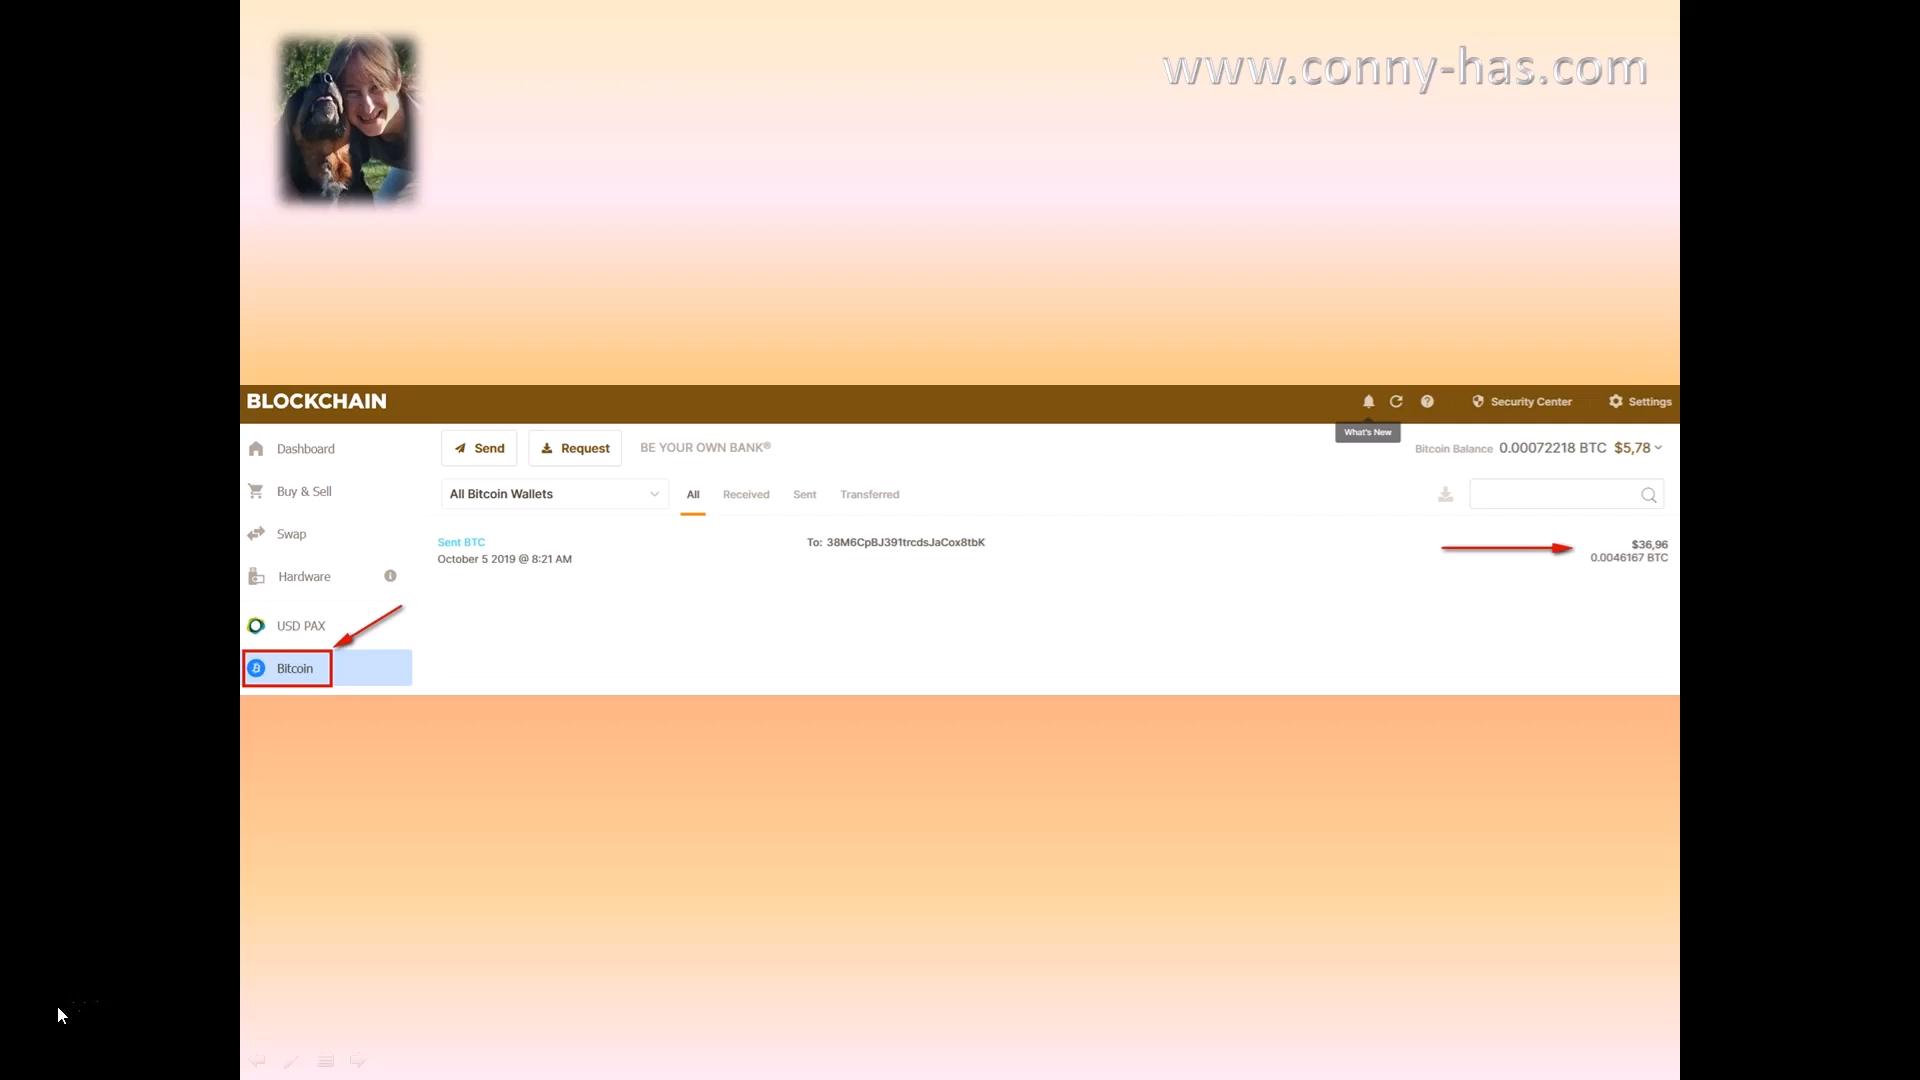 www.conny-has.com
BLOCKCHAIN
Security Center
Settings
What's New
Dashboard
Send
Request
BE YOUR OWN BANK®
Bitcoin Balance 0.00072218 BTC $5,78
Buy & Sell
All Bitcoin Wallets
All
Received
Sent
Transferred
Swap
Sent BTC
To: 38M6CpBJ391trcdsJaCox8tbK
$36,96
October 5 2019 @ 8:21 AM
0.0046167 BTC
Hardware
USD PAX
Bitcoin